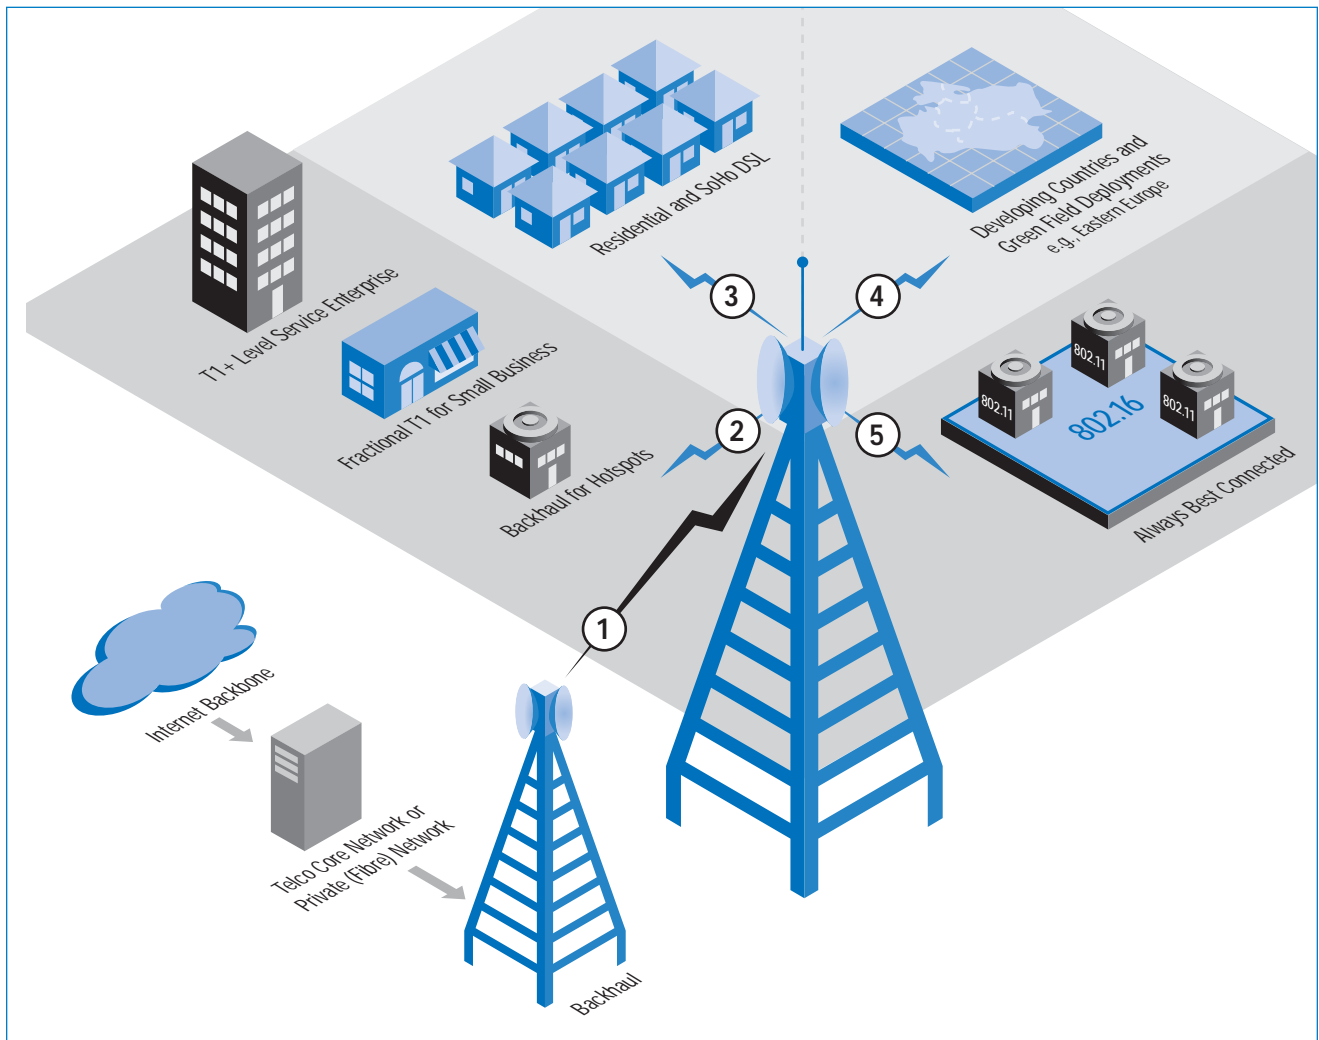 Residential and SoHo DSL
Developing Countries and
Green Field Deployments
e.g., Eastern Europe
T1+ Level Service Enterprise
Fractional T1 for Small Business
Backhaul for Hotspots
3
4
2
5
1
802.11
802.11
802.11
802.16
Always Best Connected
Internet Backbone
Telco Core Network or
Private (Fibre) Network
Backhaul